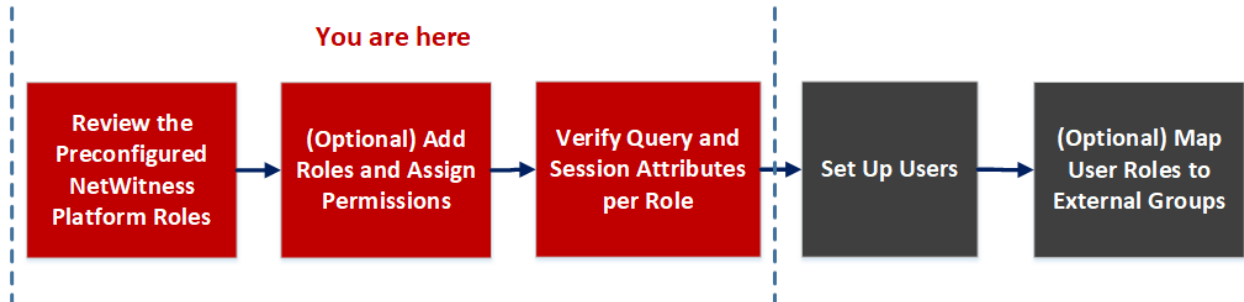 You are here
Review the
Preconfigured
NetWitness
Platform Roles
(Optional) Add
Roles and Assign
Permissions
Verify Query and
Session Attributes
per Role
Set Up Users
(Optional) Map
User Roles to
External Groups